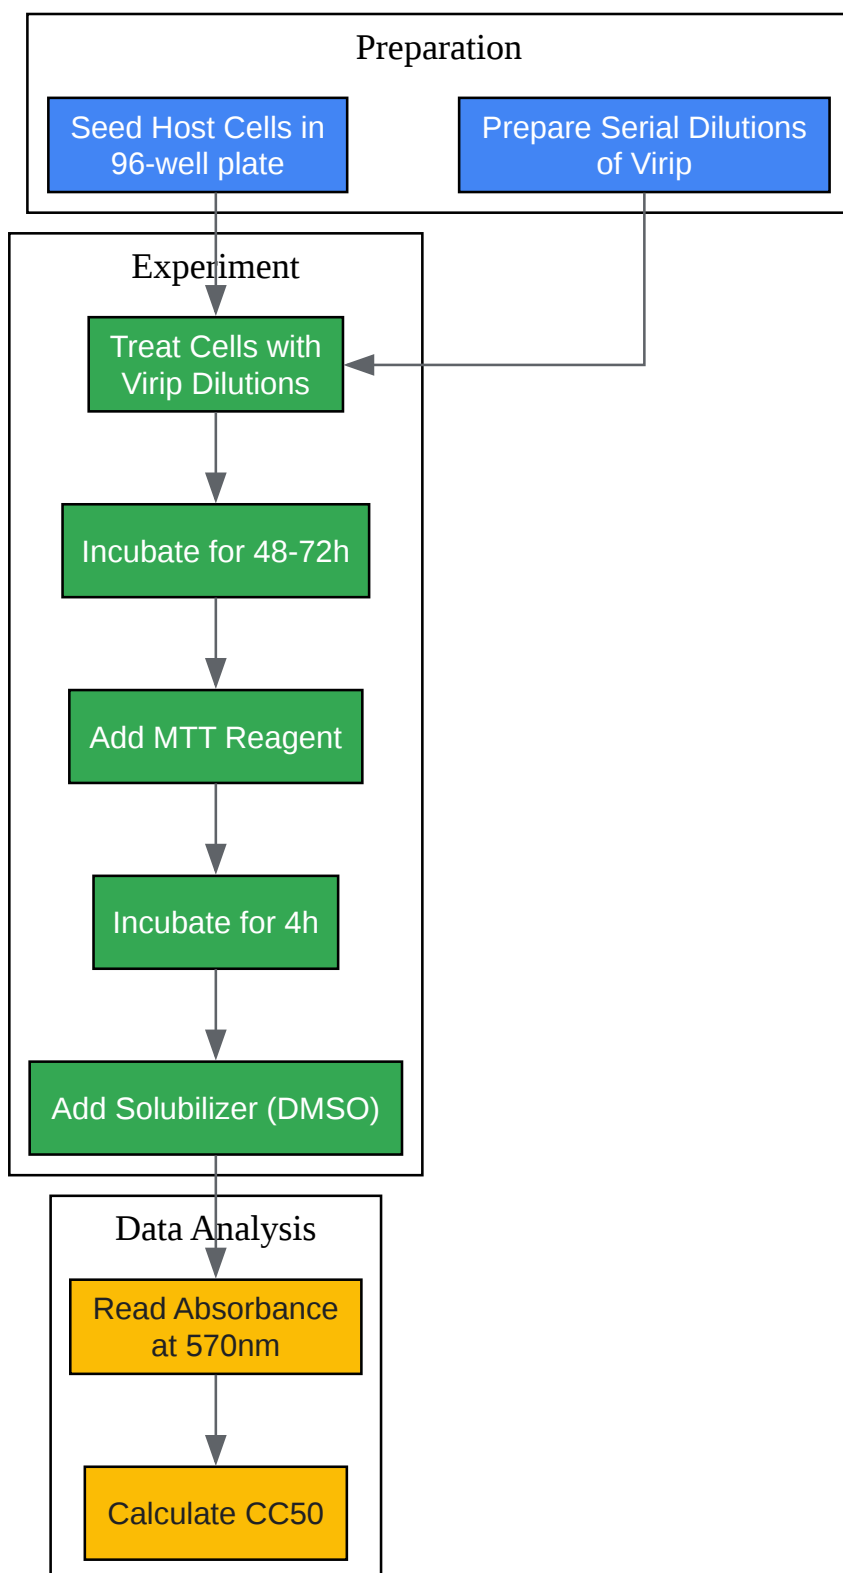 Preparation
Seed Host Cells in
96-well plate
Prepare Serial Dilutions
of Virip
Experiment
Treat Cells with
Virip Dilutions
Incubate for 48-72h
Add MTT Reagent
Incubate for 4h
Add Solubilizer (DMSO)
Data Analysis
Read Absorbance
at 570nm
Calculate CC50